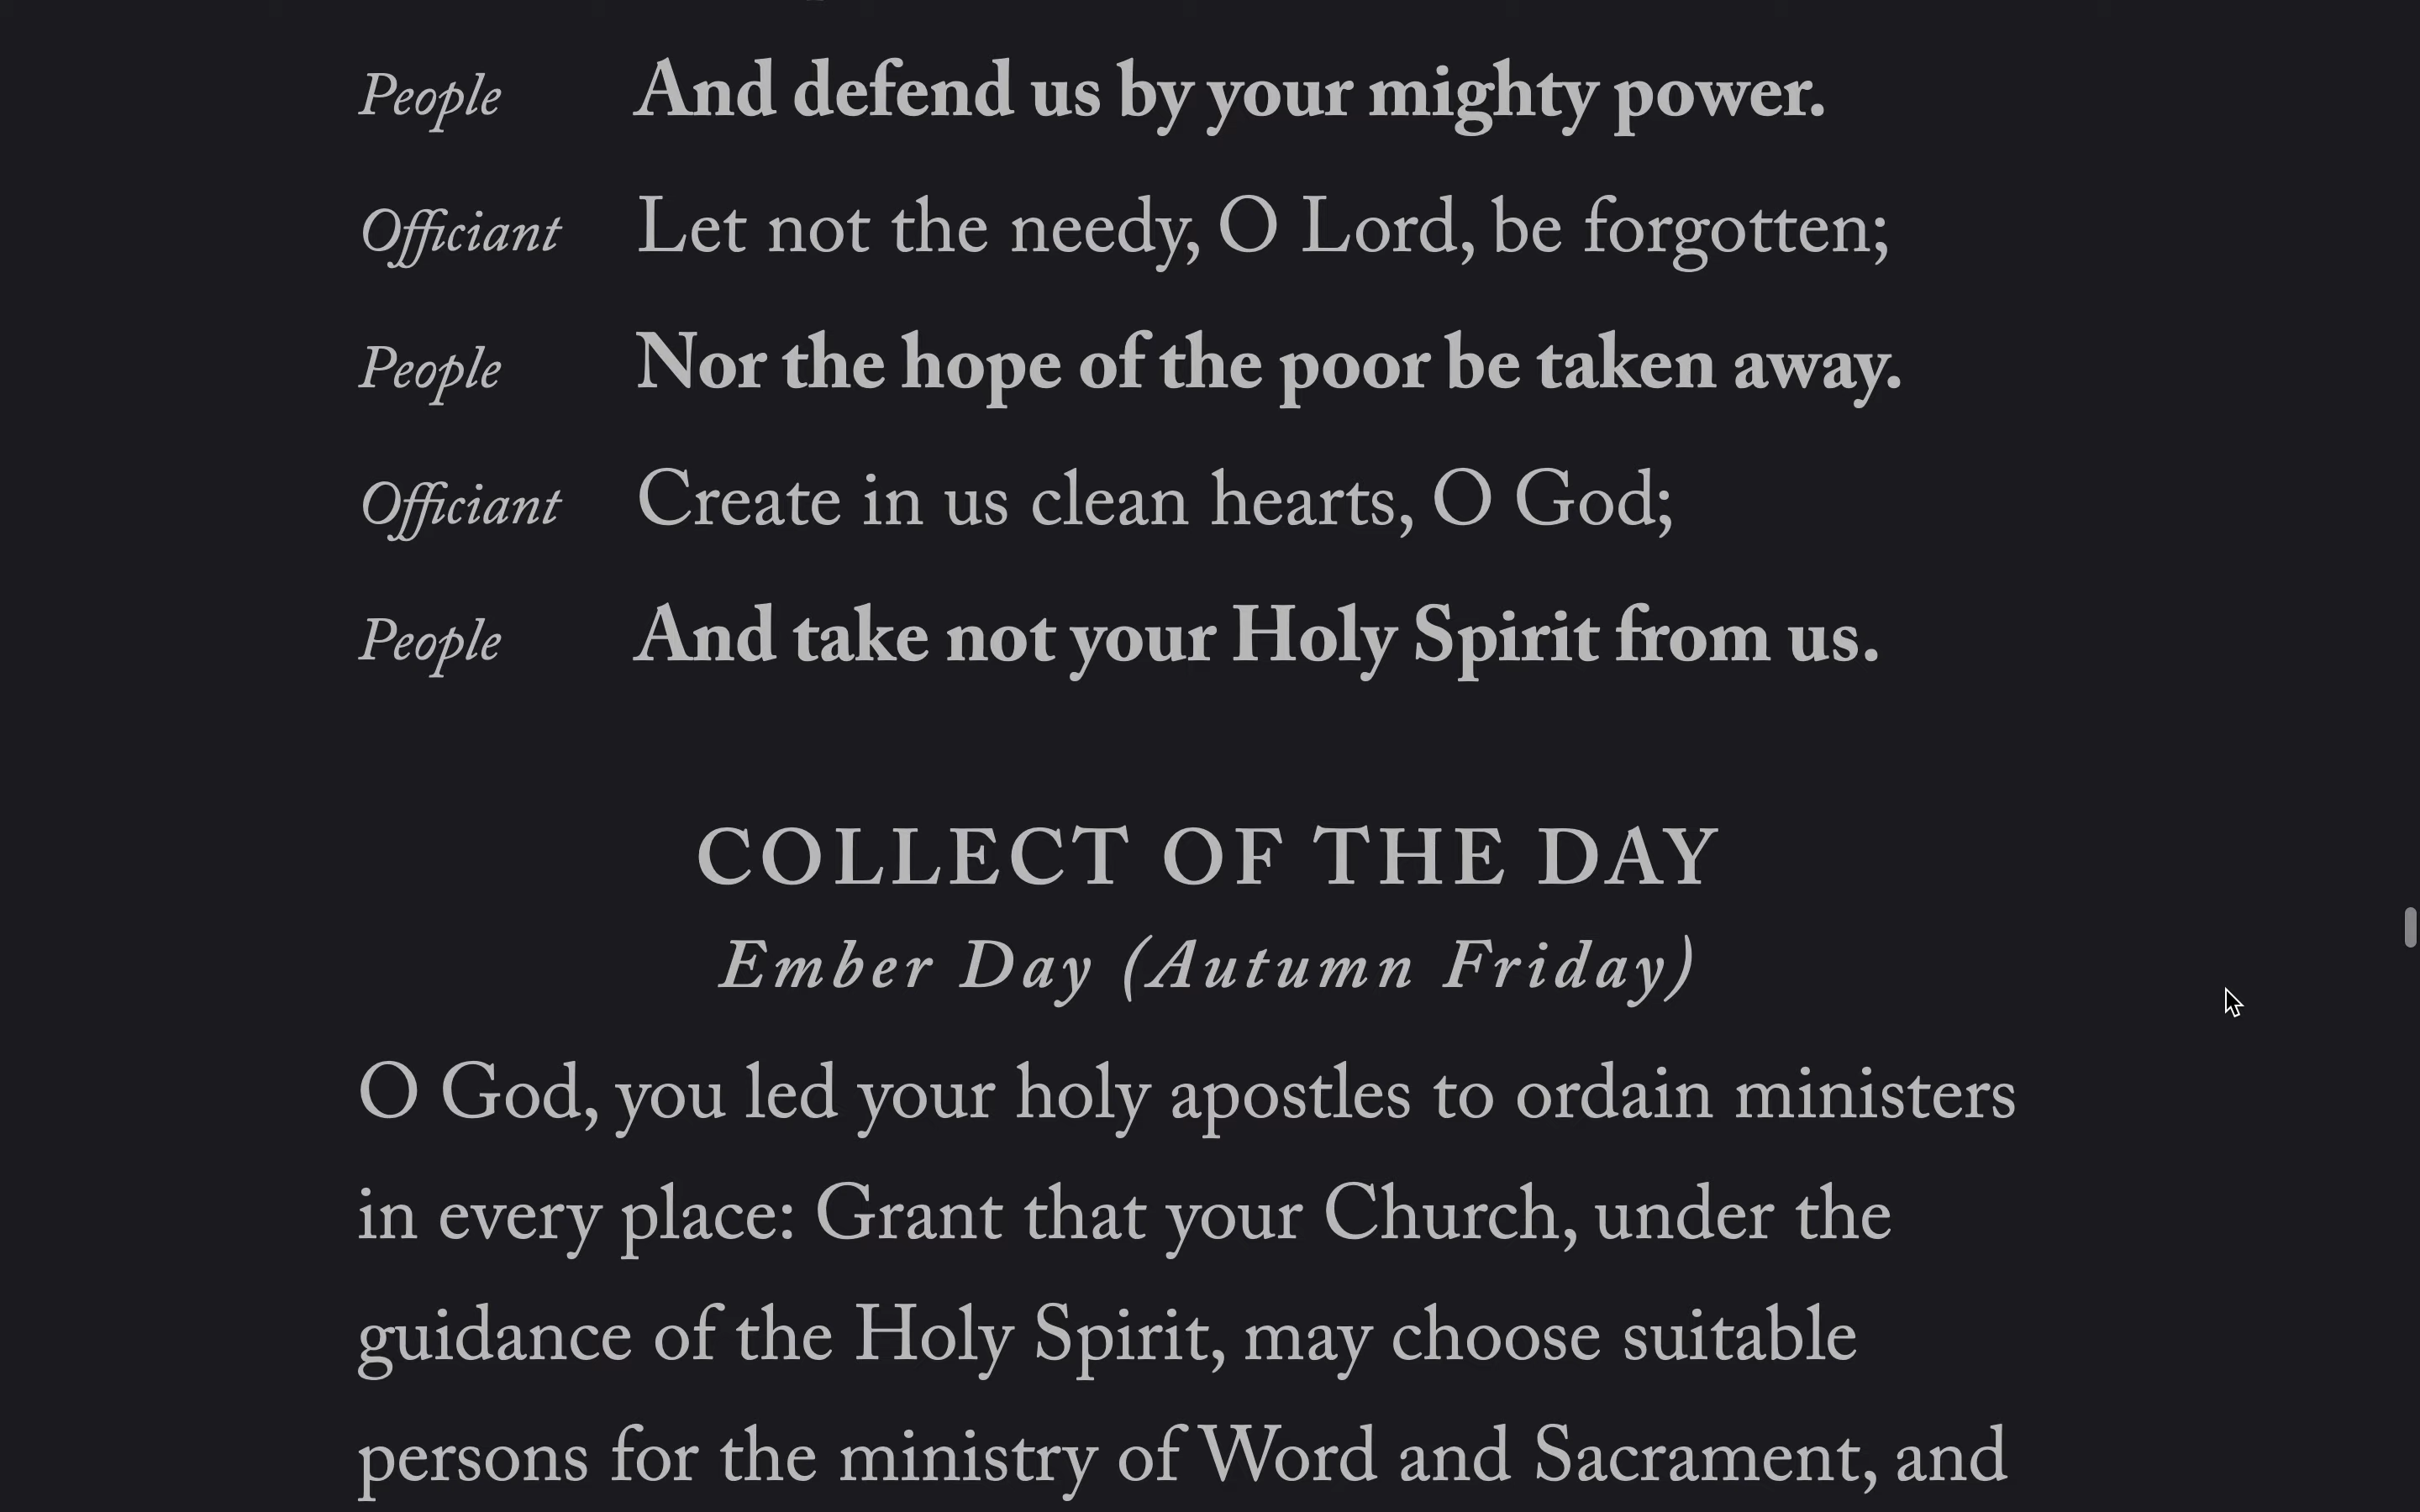 People And defend us by your mighty power.
Officiant Let not the needy, O Lord, be forgotten;
People Nor the hope of the poor be taken away.
Officiant Create in us clean hearts, O God;
People And take not your Holy Spirit from us.
COLLECT OF THE DAY
Ember Day (Autumn Friday)
O God, you led your holy apostles to ordain ministers
in every place: Grant that your Church, under the
guidance of the Holy Spirit, may choose suitable
persons for the ministry of Word and Sacrament, and